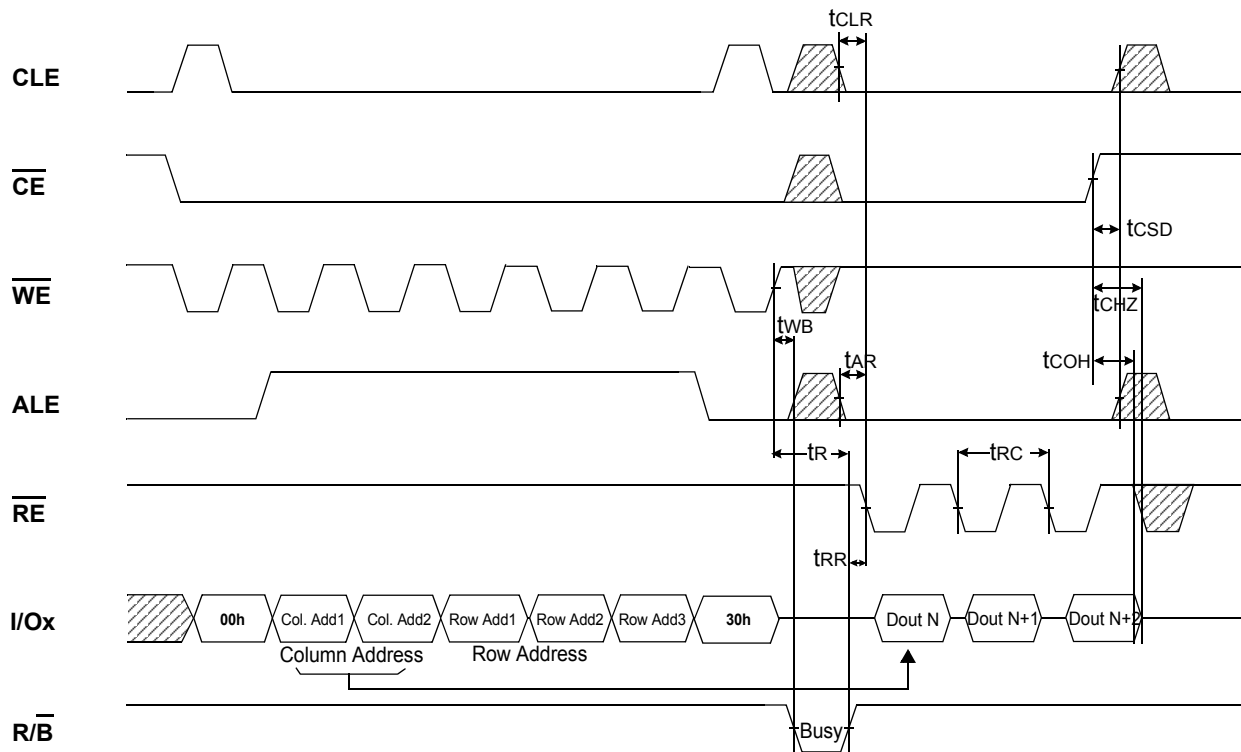 tCLR
CLE
CE
tCSD
WE
tCHZ
tWB
tAR
tCOH
ALE
tR
tRC
RE
tRR
I/Ox
00h
Col. Add1
Col. Add2
Row Add1
Row Add2
Row Add3
30h
Dout N
Dout N+1
Dout N+2
Column Address
Row Address
R/B
Busy